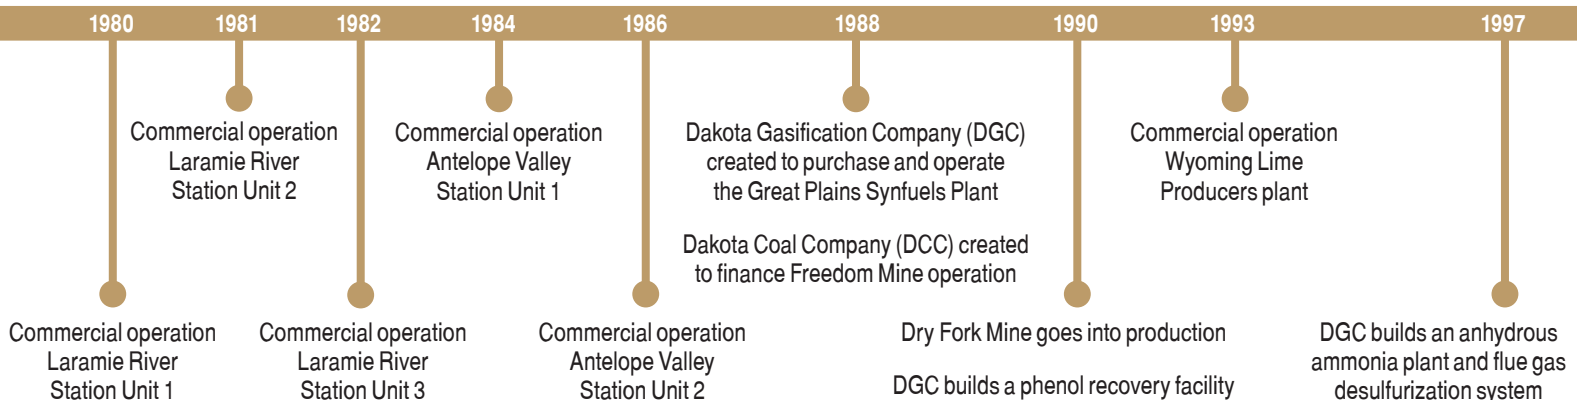 1980
1981
1982
1984
1986
1988
1990
1993
1997
Commercial operation
Laramie River
Station Unit 2
Commercial operation
Antelope Valley
Station Unit 1
Dakota Gasification Company (DGC)
created to purchase and operate
the Great Plains Synfuels Plant
Dakota Coal Company (DCC) created
to finance Freedom Mine operation
Commercial operation
Wyoming Lime
Producers plant
Commercial operation
Laramie River
Station Unit 1
Commercial operation
Laramie River
Station Unit 3
Commercial operation
Antelope Valley
Station Unit 2
Dry Fork Mine goes into production
DGC builds a phenol recovery facility
DGC builds an anhydrous
ammonia plant and flue gas
desulfurization system